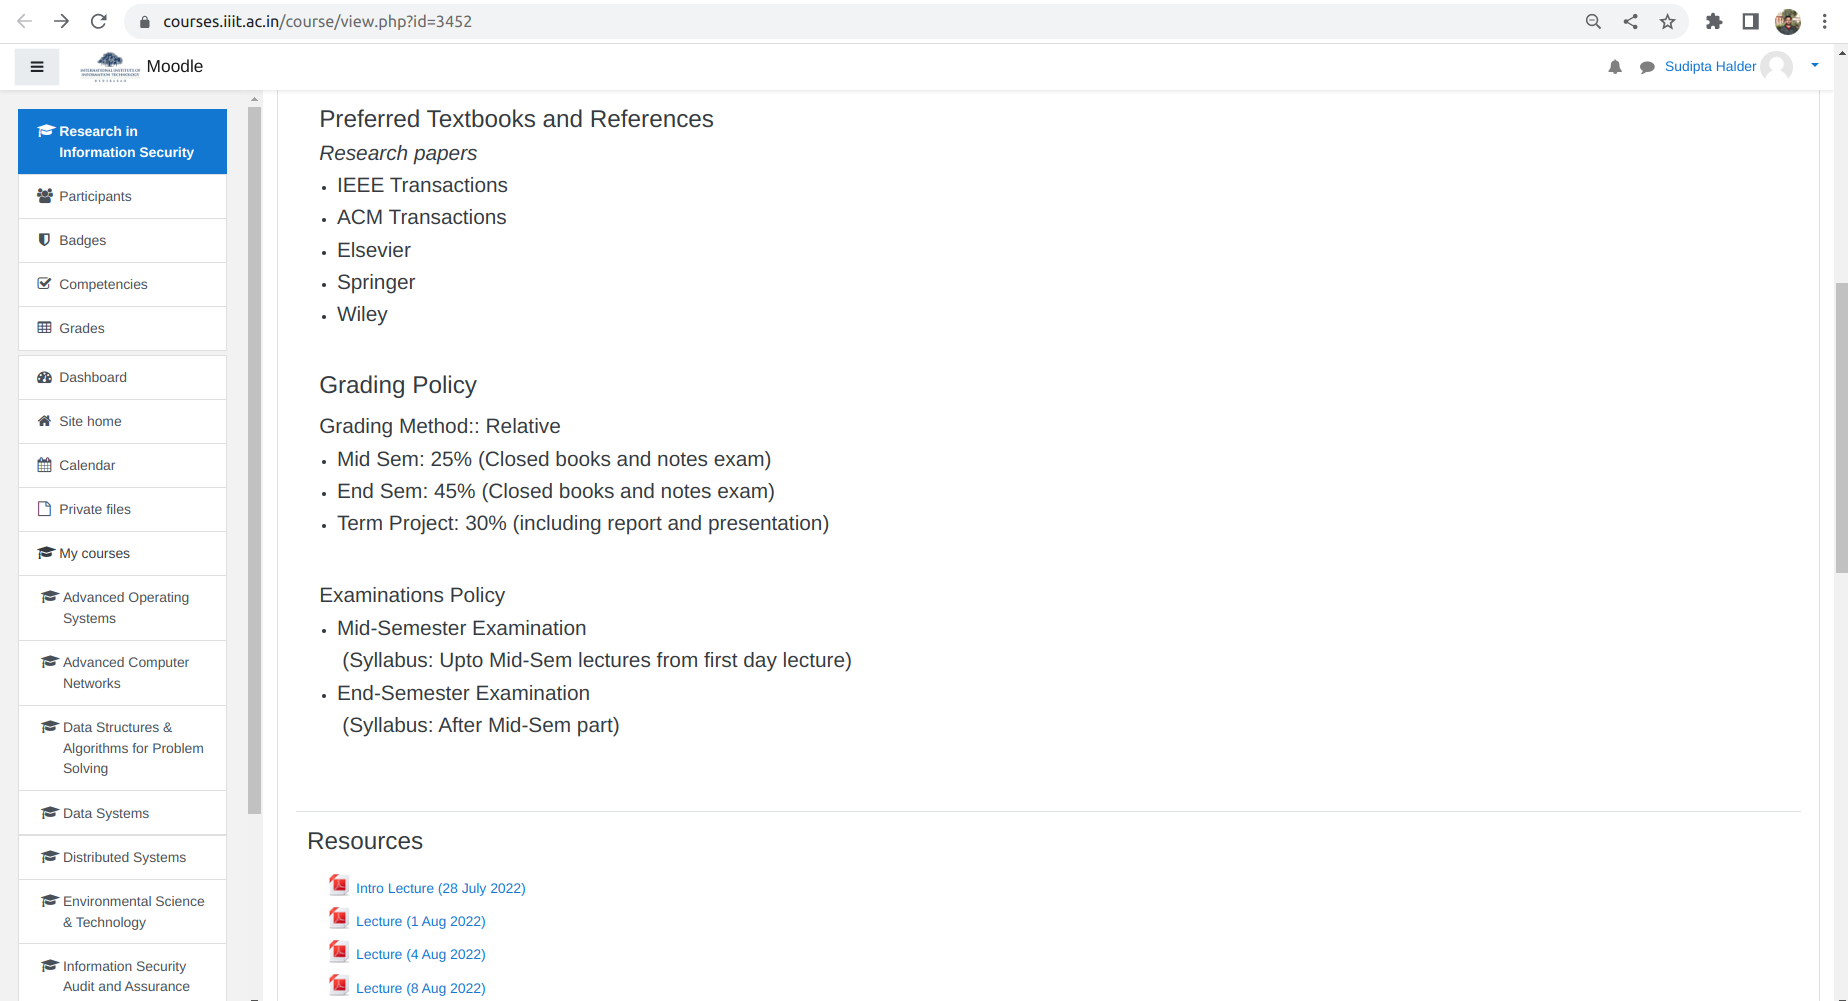 courses.iiit.ac.in/course/view.php?id=3452
INTERNATIONAL INSTITUTE OF
INFORMATION TECHNOLOGY
HYDERABAD
Moodle
Sudipta Halder
Research in
Information Security
Participants
Badges
Competencies
Grades
Dashboard
Site home
Calendar
Private files
My courses
Advanced Operating
Systems
Advanced Computer
Networks
Data Structures &
Algorithms for Problem
Solving
Data Systems
Distributed Systems
Environmental Science
& Technology
Information Security
Audit and Assurance
Preferred Textbooks and References
Research papers
• IEEE Transactions
• ACM Transactions
• Elsevier
• Springer
• Wiley
Grading Policy
Grading Method:: Relative
• Mid Sem: 25% (Closed books and notes exam)
• End Sem: 45% (Closed books and notes exam)
• Term Project: 30% (including report and presentation)
Examinations Policy
• Mid-Semester Examination
(Syllabus: Upto Mid-Sem lectures from first day lecture)
• End-Semester Examination
(Syllabus: After Mid-Sem part)
Resources
Intro Lecture (28 July 2022)
Lecture (1 Aug 2022)
Lecture (4 Aug 2022)
Lecture (8 Aug 2022)